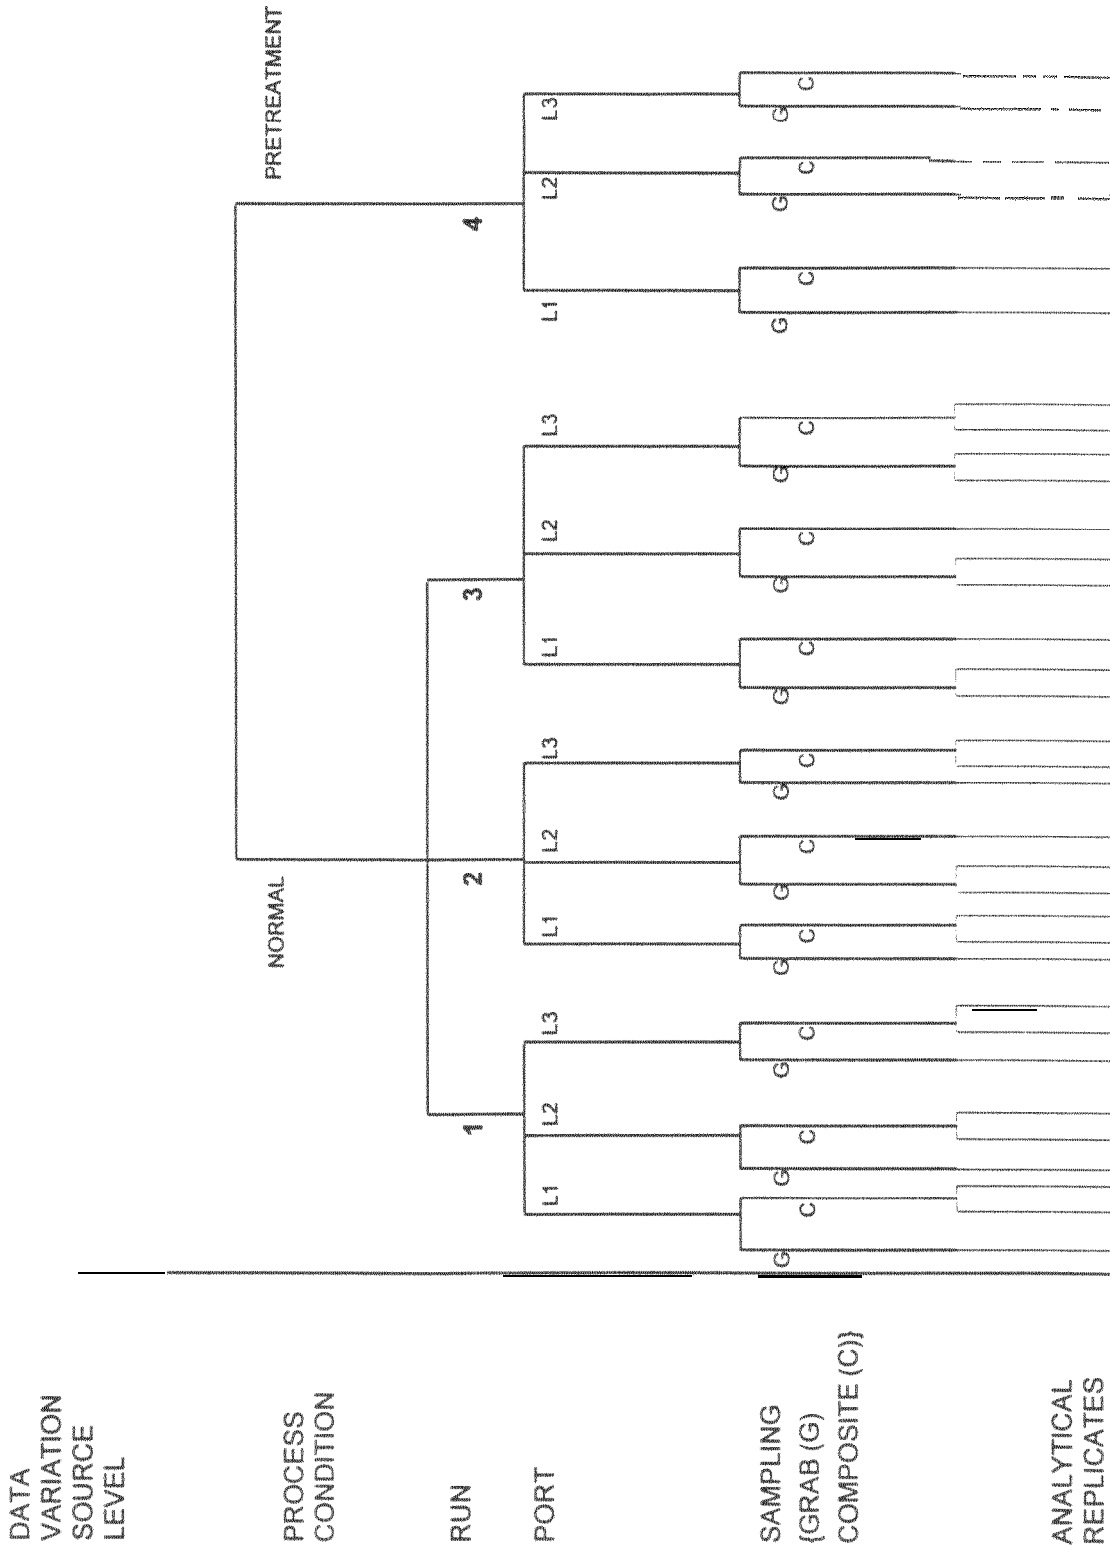 DATA
VARIATION
SOURCE
LEVEL
PROCESS
CONDITION
NORMAL
PRETREATMENT
RUN
1
2
3
4
PORT
L1
L2
L3
L1
L2
L3
L1
L2
L3
L1
L2
L3
SAMPLING
{GRAB (G)
COMPOSITE (C)}
G
C
G
C
G
C
G
C
G
C
G
C
G
C
G
C
G
C
G
C
G
C
G
C
ANALYTICAL
REPLICATES